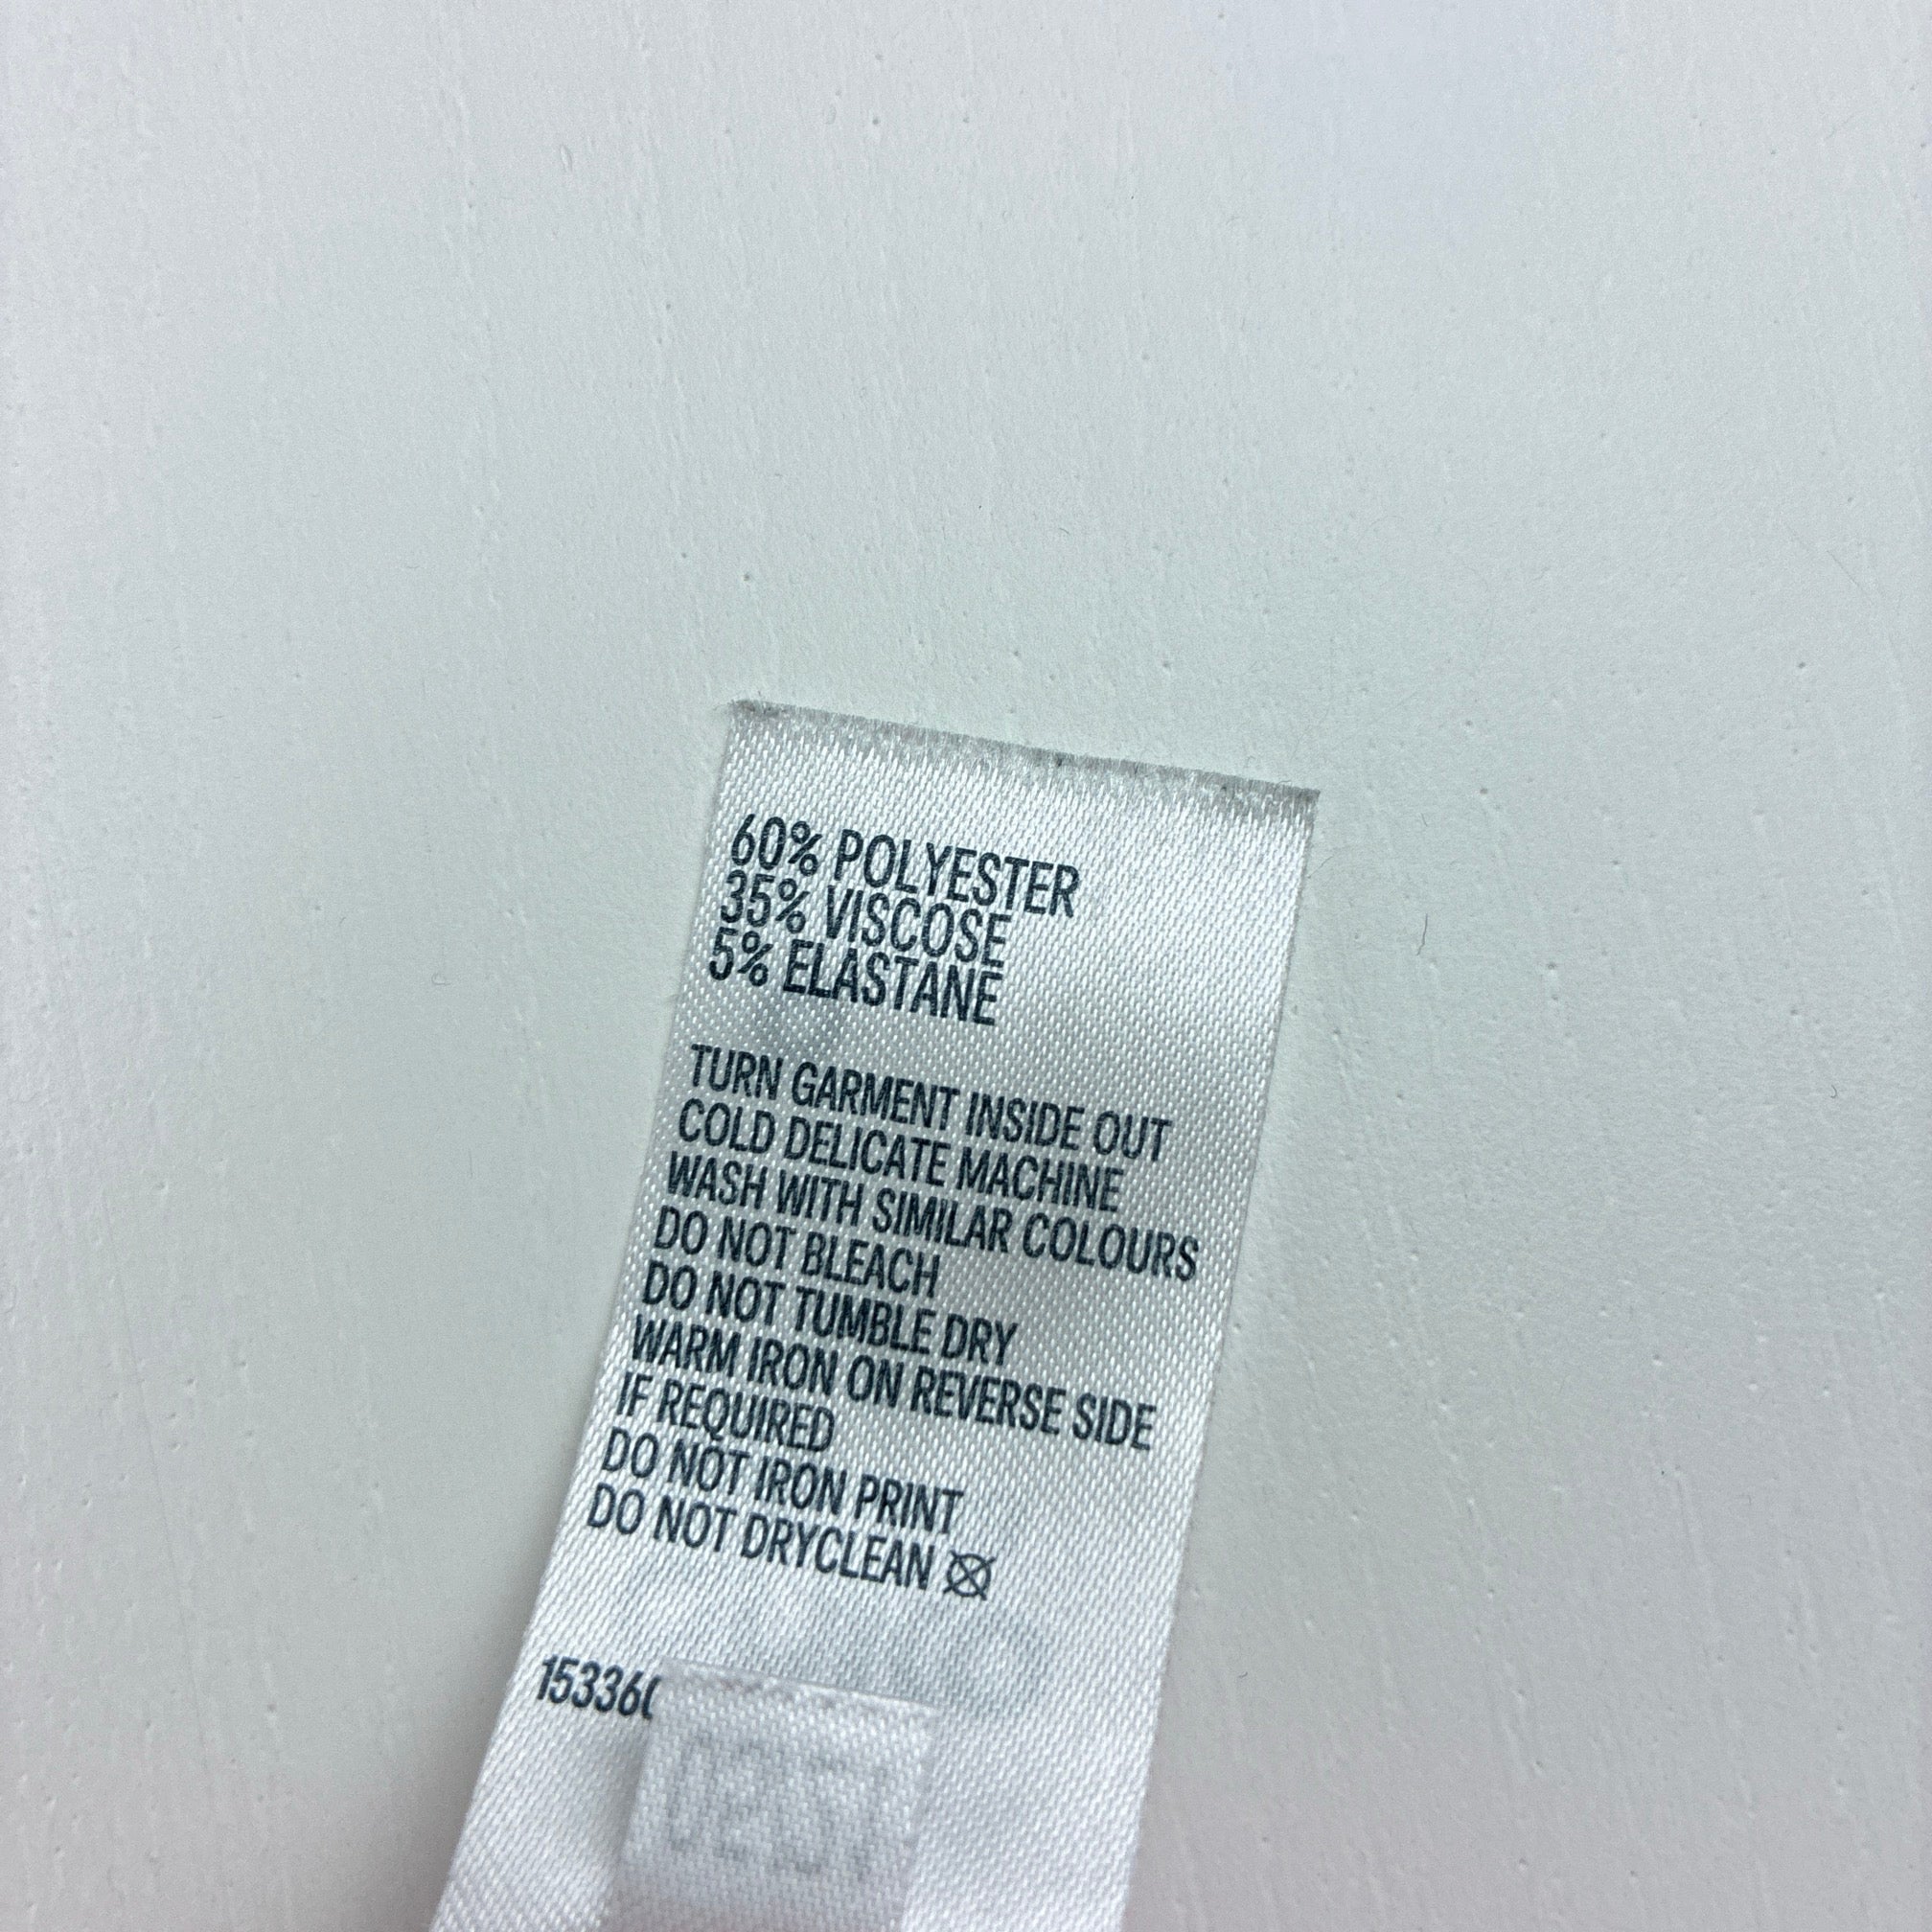 60% POLYESTER
35% VISCOSE
5% ELASTANE
TURN GARMENT INSIDE OUT
COLD DELICATE MACHINE
WASH WITH SIMILAR COLOURS
DO NOT BLEACH
DO NOT TUMBLE DRY
WARM IRON ON REVERSE SIDE
IF REQUIRED
DO NOT IRON PRINT
DO NOT DRYCLEAN